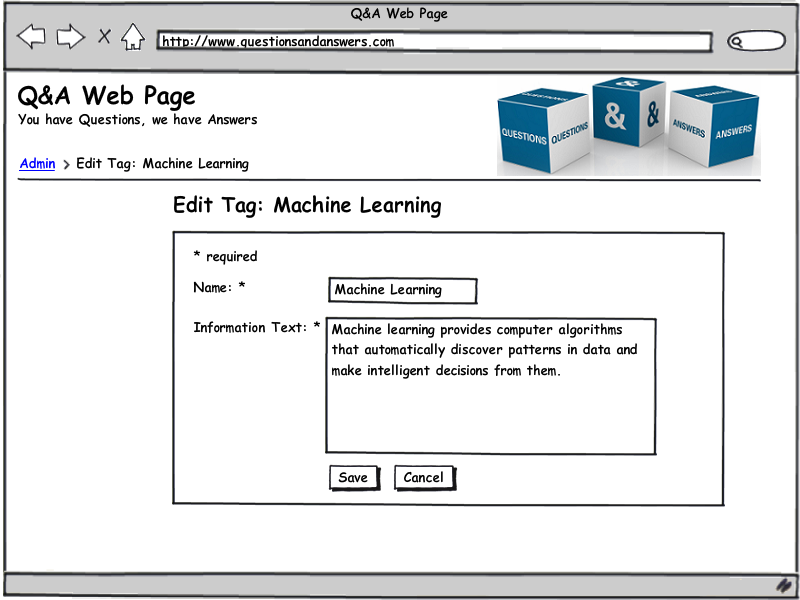 Q&A Web Page
http://www.questionsandanswers.com
Q&A Web Page
You have Questions, we have Answers
QUESTIONS QUESTIONS & & ANSWERS ANSWERS
QUESTIONS & ANSWERS
Admin > Edit Tag: Machine Learning
Edit Tag: Machine Learning
* required
Name: * Machine Learning
Information Text: * Machine learning provides computer algorithms
that automatically discover patterns in data and
make intelligent decisions from them.
Save Cancel